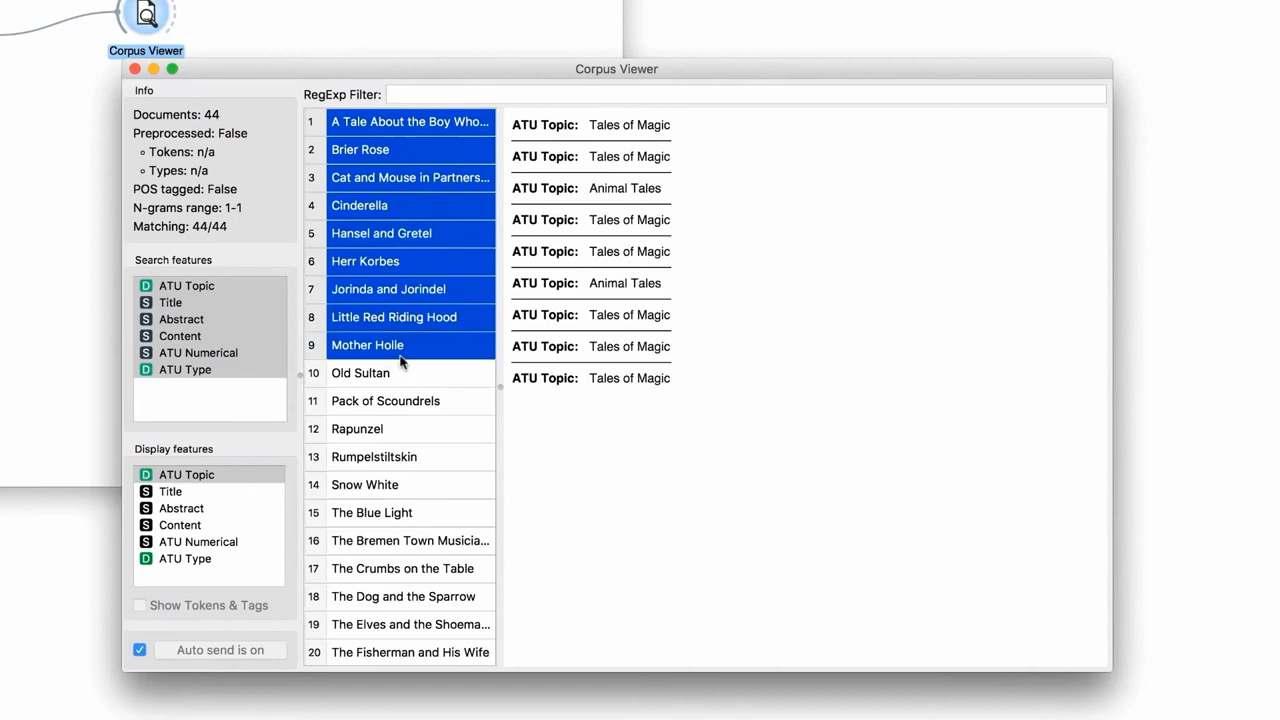 Corpus Viewer
Corpus Viewer
Info
Documents: 44
Preprocessed: False
Tokens: n/a
Types: n/a
POS tagged: False
N-grams range: 1-1
Matching: 44/44
Search features
D ATU Topic
S Title
S Abstract
S Content
S ATU Numerical
D ATU Type
Display features
D ATU Topic
S Title
S Abstract
S Content
S ATU Numerical
D ATU Type
Show Tokens & Tags
Auto send is on
RegExp Filter:
1 A Tale About the Boy Who...
2 Brier Rose
3 Cat and Mouse in Partners...
4 Cinderella
5 Hansel and Gretel
6 Herr Korbes
7 Jorinda and Jorindel
8 Little Red Riding Hood
9 Mother Holle
10 Old Sultan
11 Pack of Scoundrels
12 Rapunzel
13 Rumpelstiltskin
14 Snow White
15 The Blue Light
16 The Bremen Town Musicia...
17 The Crumbs on the Table
18 The Dog and the Sparrow
19 The Elves and the Shoema...
20 The Fisherman and His Wife
ATU Topic: Tales of Magic
ATU Topic: Tales of Magic
ATU Topic: Animal Tales
ATU Topic: Tales of Magic
ATU Topic: Tales of Magic
ATU Topic: Animal Tales
ATU Topic: Tales of Magic
ATU Topic: Tales of Magic
ATU Topic: Tales of Magic